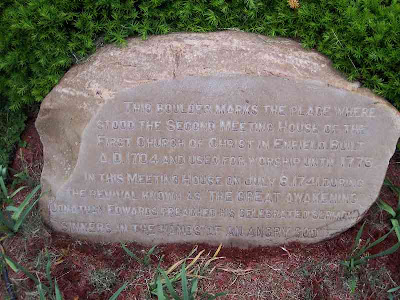 THIS BOULDER MARKS THE PLACE WHERE
STOOD THE SECOND MEETING HOUSE OF THE
FIRST CHURCH OF CHRIST IN ENFIELD BUILT
A.D. 1704 AND USED FOR WORSHIP UNTIL 1775
IN THIS MEETING HOUSE ON JULY 8 1741 DURING
THE REVIVAL KNOWN AS THE GREAT AWAKENING
JONATHAN EDWARDS PREACHED HIS CELEBRATED SERMON
SINNERS IN THE HANDS OF AN ANGRY GOD